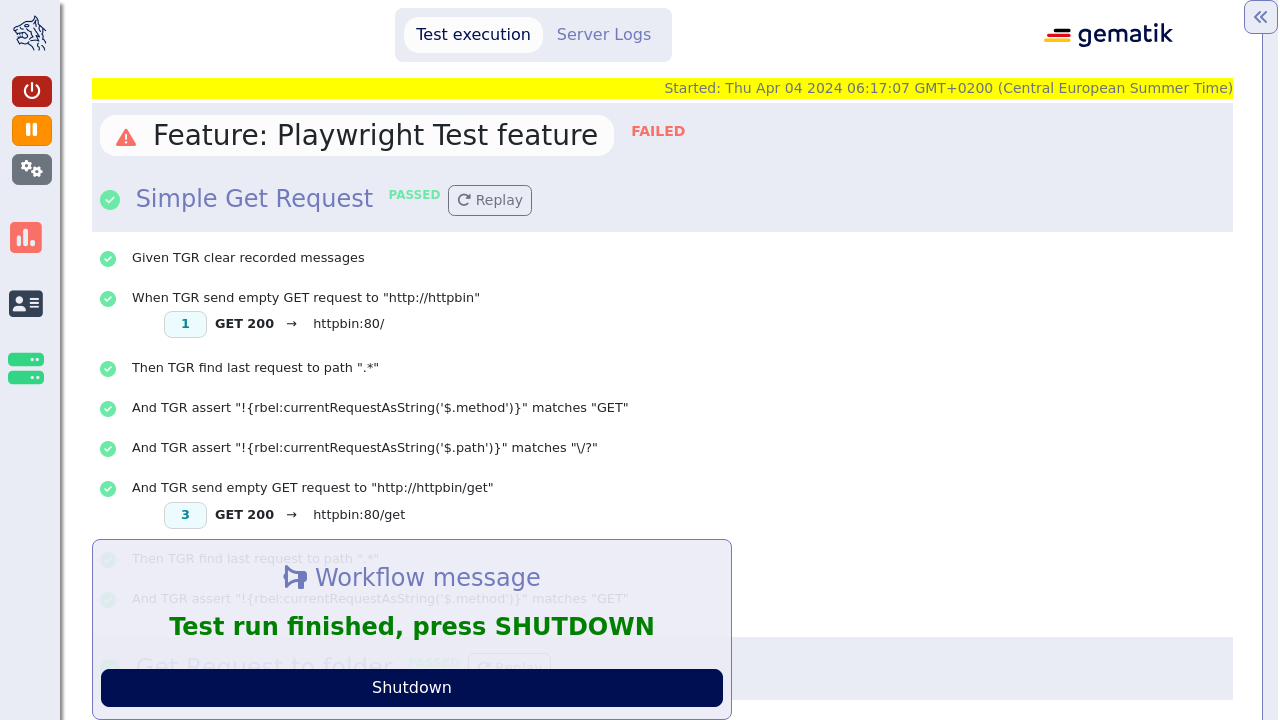 Test execution
Server Logs
gematik
Started: Thu Apr 04 2024 06:17:07 GMT+0200 (Central European Summer Time)
Feature: Playwright Test feature
FAILED
Simple Get Request
PASSED
Replay
Given TGR clear recorded messages
When TGR send empty GET request to "http://httpbin"
1 GET 200 → httpbin:80/
Then TGR find last request to path ".*"
And TGR assert "!{rbel:currentRequestAsString('$.method')}" matches "GET"
And TGR assert "!{rbel:currentRequestAsString('$.path')}" matches "\/?"
And TGR send empty GET request to "http://httpbin/get"
3 GET 200 → httpbin:80/get
Then TGR find last request to path ".*"
Workflow message
And TGR assert "!{rbel:currentRequestAsString('$.method')}" matches "GET"
Test run finished, press SHUTDOWN
Get Request to folder
PASSED
Replay
Shutdown